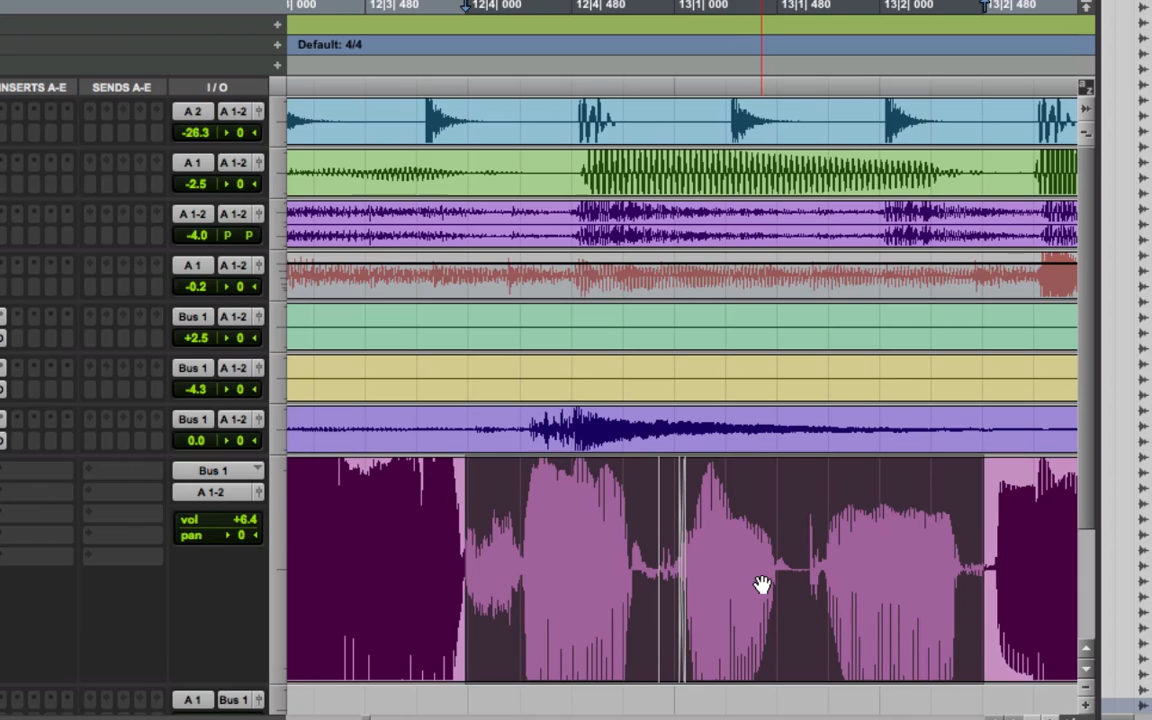 | 000 12|3| 480 12|4| 000 12|4| 480 13|1| 000 13|1| 480 13|2| 000 13|2| 480
Default: 4/4
INSERTS A-E SENDS A-E I / O
A 2 A 1-2
-26.3 0
A 1 A 1-2
-2.5 0
A 1-2 A 1-2
-4.0 P P
A 1 A 1-2
-0.2 0
Bus 1 A 1-2
+2.5 0
Bus 1 A 1-2
-4.3 0
Bus 1 A 1-2
0.0 0
Bus 1
A 1-2
vol +6.4
pan 0
A 1 Bus 1